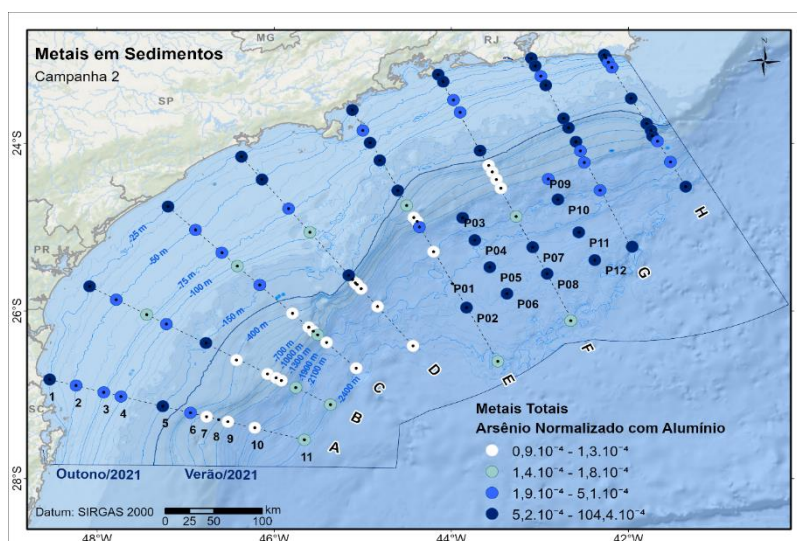 Metais em Sedimentos
Campanha 2
MG
RJ
SP
PR
SC
24°S
26°S
28°S
24°S
26°S
28°S
-25 m
-50 m
-75 m
-100 m
-150 m
-400 m
-700 m
-1000 m
-1300 m
-1900 m
-2100 m
-2400 m
P09
P10
P03
P04
P11
P07
P12
P05
P08
P01
P06
P02
H
G
F
E
D
C
B
A
1
2
3
4
5
6
7
8
9
10
11
Outono/2021
Verão/2021
Datum: SIRGAS 2000
0
25
50
100
km
Metais Totais
Arsênio Normalizado com Alumínio
0,9.10⁻⁴ - 1,3.10⁻⁴
1,4.10⁻⁴ - 1,8.10⁻⁴
1,9.10⁻⁴ - 5,1.10⁻⁴
5,2.10⁻⁴ - 104,4.10⁻⁴
48°W
46°W
44°W
42°W